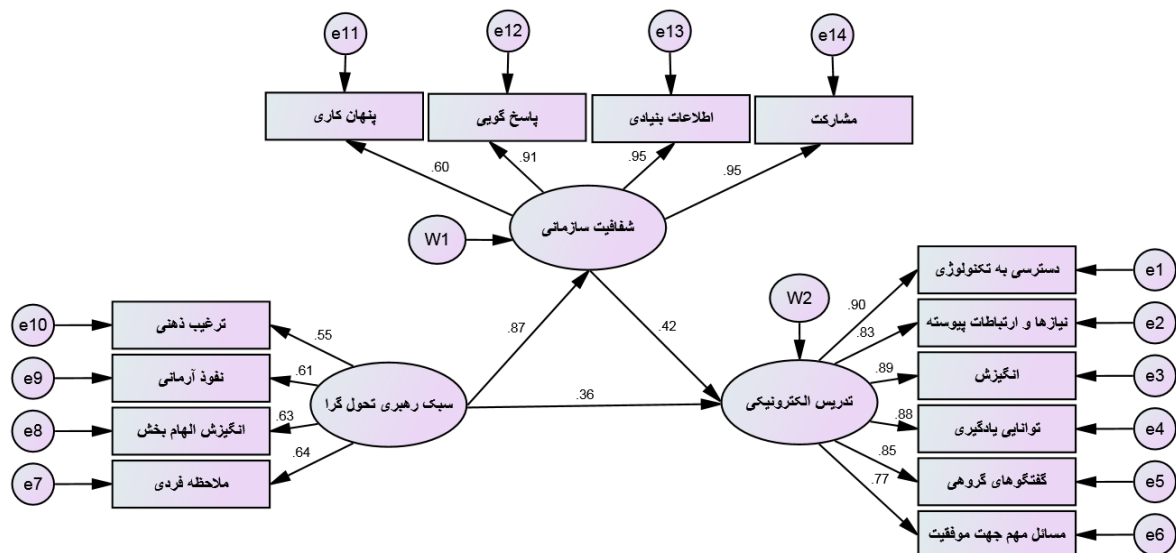 e11
e12
e13
e14
پنهان کاری
پاسخ گویی
اطلاعات بنیادی
مشارکت
.60
.91
.95
.95
شفافیت سازمانی
W1
W2
دسترسی به تکنولوژی
e1
.90
نیازها و ارتباطات پیوسته
e2
.83
انگیزش
e3
.89
توانایی یادگیری
e4
.88
گفتگوهای گروهی
e5
.85
مسائل مهم جهت موفقیت
e6
.77
تدریس الکترونیکی
.87
.42
.36
سبک رهبری تحول گرا
e10
ترغیب ذهنی
.55
e9
نفوذ آرمانی
.61
e8
انگیزش الهام بخش
.63
e7
ملاحظه فردی
.64